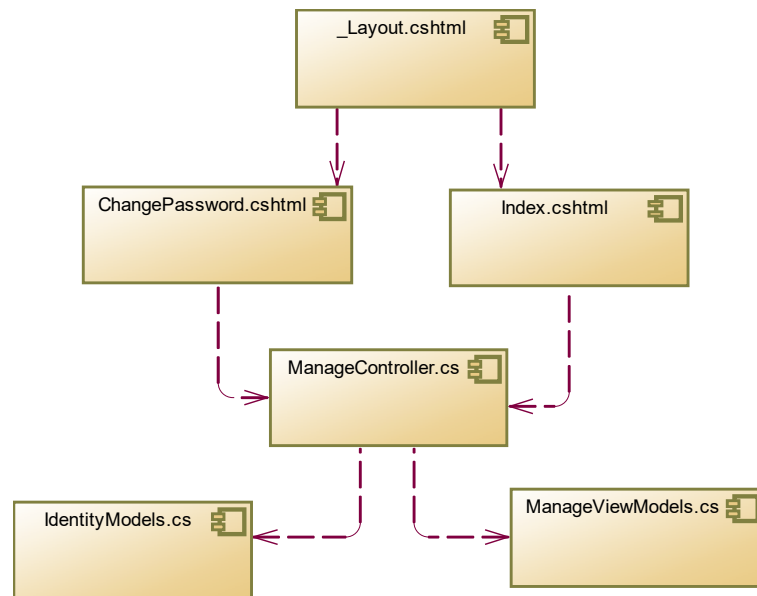 _Layout.cshtml
ChangePassword.cshtml
Index.cshtml
ManageController.cs
IdentityModels.cs
ManageViewModels.cs